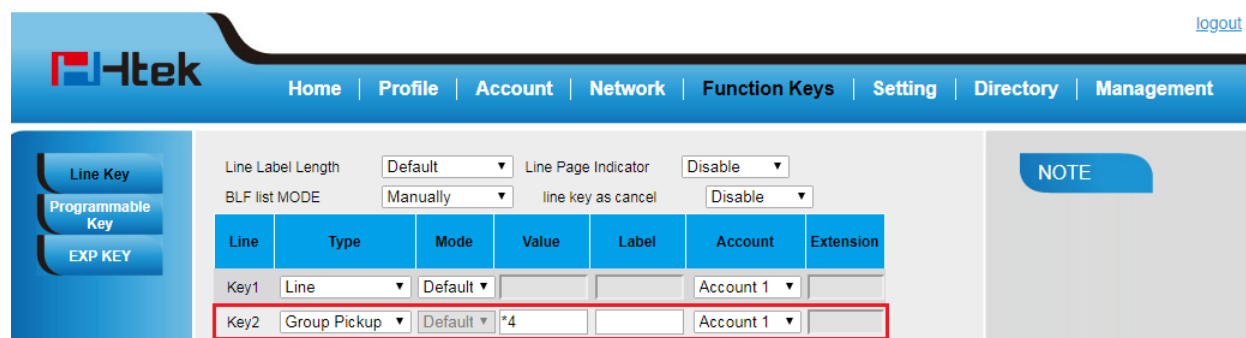 logout
Htek
Home | Profile | Account | Network | Function Keys | Setting | Directory | Management
Line Key
Programmable Key
EXP KEY
Line Label Length Default Line Page Indicator Disable
BLF list MODE Manually line key as cancel Disable
Line Type Mode Value Label Account Extension
Key1 Line Default Account 1
Key2 Group Pickup Default *4 Account 1
NOTE